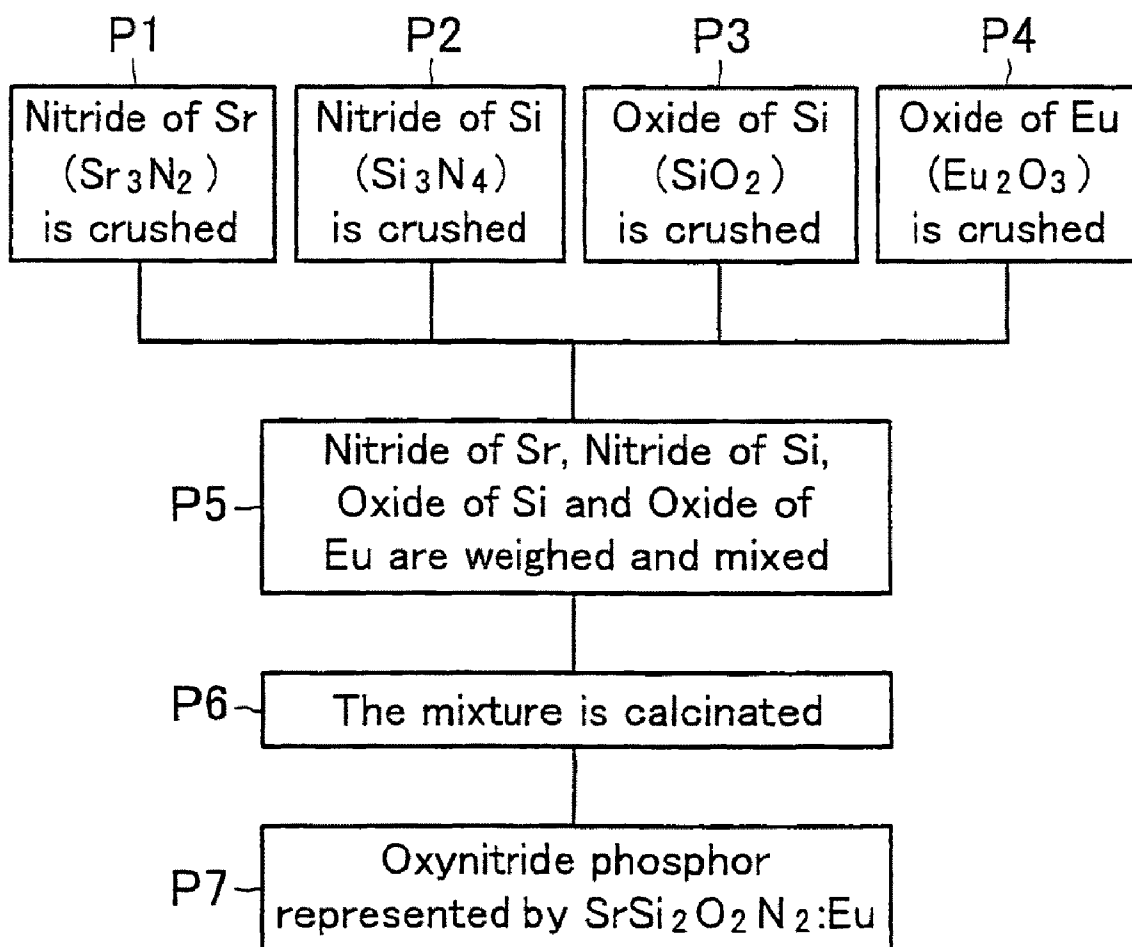 P1 P2 P3 P4
Nitride of Sr
(Sr₃N₂)
is crushed
Nitride of Si
(Si₃N₄)
is crushed
Oxide of Si
(SiO₂)
is crushed
Oxide of Eu
(Eu₂O₃)
is crushed
P5
Nitride of Sr, Nitride of Si,
Oxide of Si and Oxide of
Eu are weighed and mixed
P6
The mixture is calcinated
P7
Oxynitride phosphor
represented by SrSi₂O₂N₂:Eu